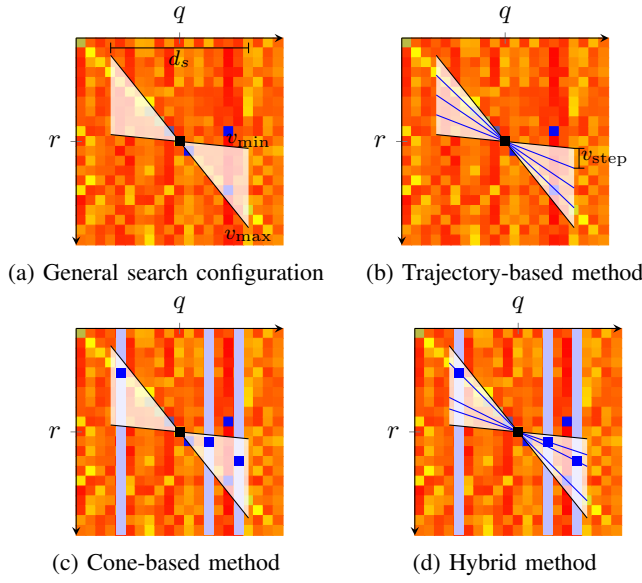 q q
d_s
r v_min r v_step
v_max
(a) General search configuration (b) Trajectory-based method
q q
r r
(c) Cone-based method (d) Hybrid method